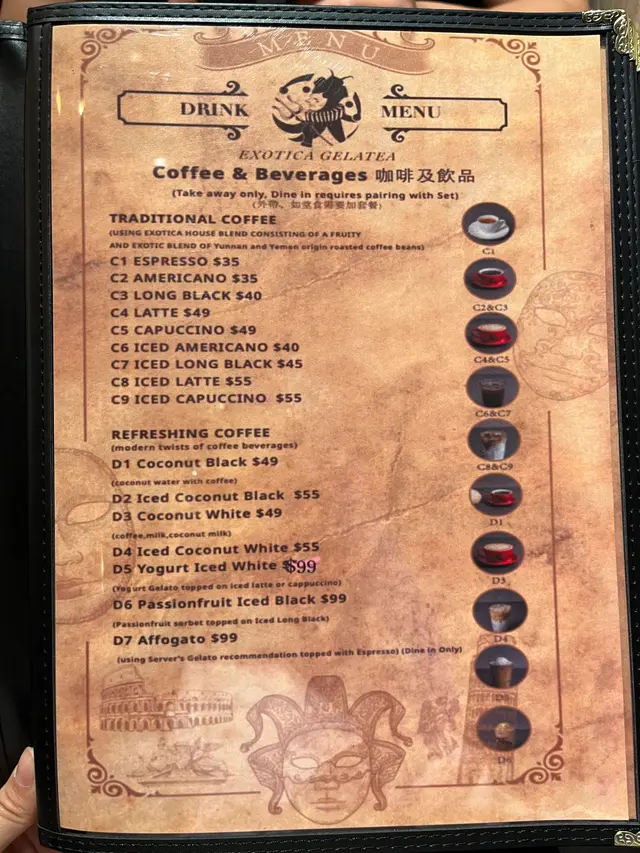 MENU
DRINK MENU
EXOTICA GELATEA
Coffee & Beverages 咖啡及飲品
(Take away only, Dine in requires pairing with Set)
(外帶、如堂食需要加套餐)
TRADITIONAL COFFEE
(USING EXOTICA HOUSE BLEND CONSISTING OF A FRUITY
AND EXOTIC BLEND OF Yunnan and Yemen origin roasted coffee beans)
C1 ESPRESSO $35
C2 AMERICANO $35
C3 LONG BLACK $40
C4 LATTE $49
C5 CAPUCCINO $49
C6 ICED AMERICANO $40
C7 ICED LONG BLACK $45
C8 ICED LATTE $55
C9 ICED CAPUCCINO $55
REFRESHING COFFEE
(modern twists of coffee beverages)
D1 Coconut Black $49
(coconut water with coffee)
D2 Iced Coconut Black $55
D3 Coconut White $49
(coffee,milk,coconut milk)
D4 Iced Coconut White $55
D5 Yogurt Iced White $99
(Yogurt Gelato topped on iced latte or cappuccino)
D6 Passionfruit Iced Black $99
(Passionfruit sorbet topped on Iced Long Black)
D7 Affogato $99
(using Server's Gelato recommendation topped with Espresso) (Dine in Only)
C1
C2&C3
C4&C5
C6&C7
C8&C9
D1
D3
D4
D5
D6